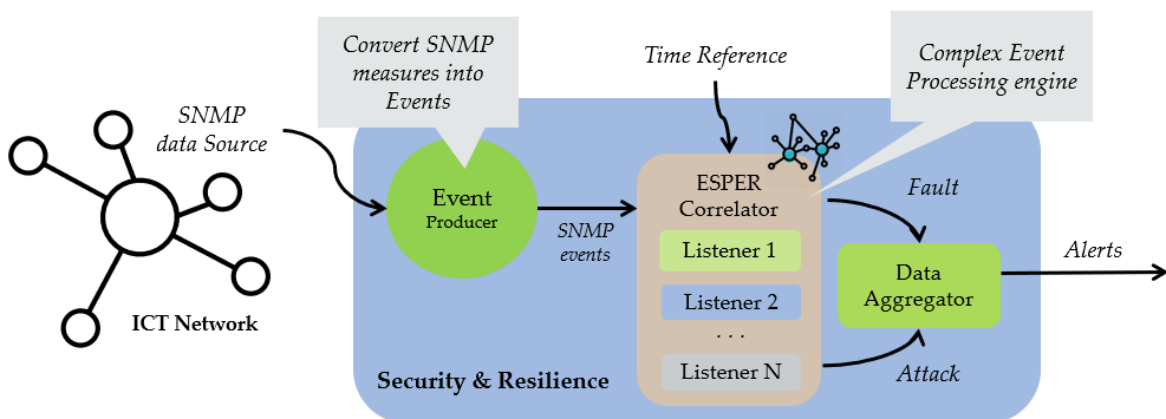 Convert SNMP
measures into
Events
Time Reference
Complex Event
Processing engine
SNMP
data Source
Event
Producer
SNMP
events
ESPER
Correlator
Listener 1
Listener 2
. . .
Listener N
Fault
Data
Aggregator
Attack
Alerts
ICT Network
Security & Resilience